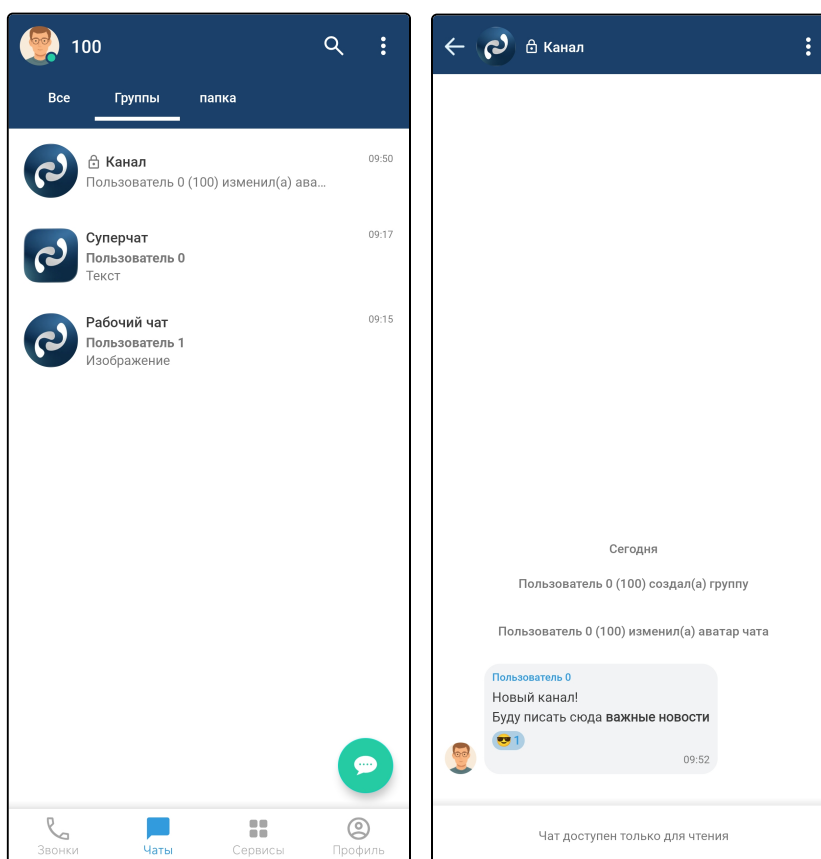 100
Все Группы папка
Канал 09:50
Пользователь 0 (100) изменил(а) ава...
Суперчат 09:17
Пользователь 0
Текст
Рабочий чат 09:15
Пользователь 1
Изображение
Звонки Чаты Сервисы Профиль
Канал
Сегодня
Пользователь 0 (100) создал(а) группу
Пользователь 0 (100) изменил(а) аватар чата
Пользователь 0
Новый канал!
Буду писать сюда важные новости
😎 1
09:52
Чат доступен только для чтения